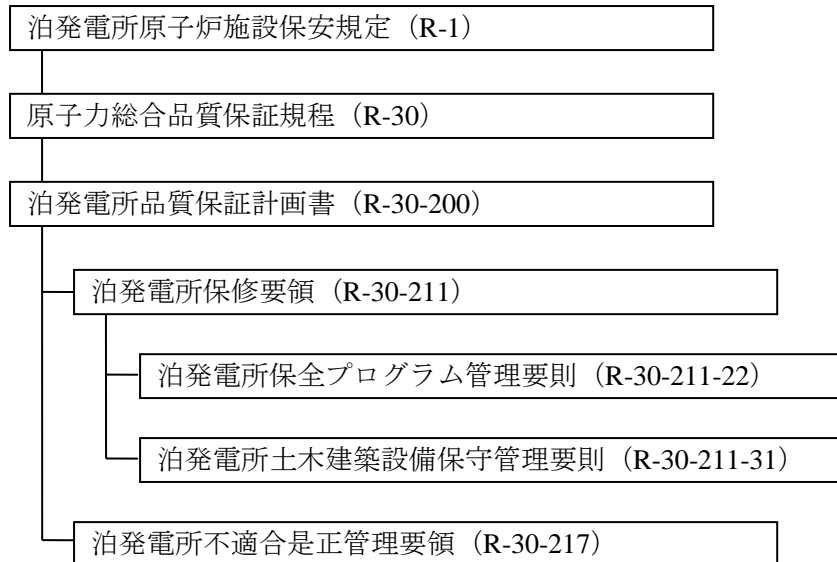 泊発電所原子炉施設保安規定（R-1）
原子力総合品質保証規程（R-30）
泊発電所品質保証計画書（R-30-200）
泊発電所保修要領（R-30-211）
泊発電所保全プログラム管理要則（R-30-211-22）
泊発電所土木建築設備保守管理要則（R-30-211-31）
泊発電所不適合是正管理要領（R-30-217）